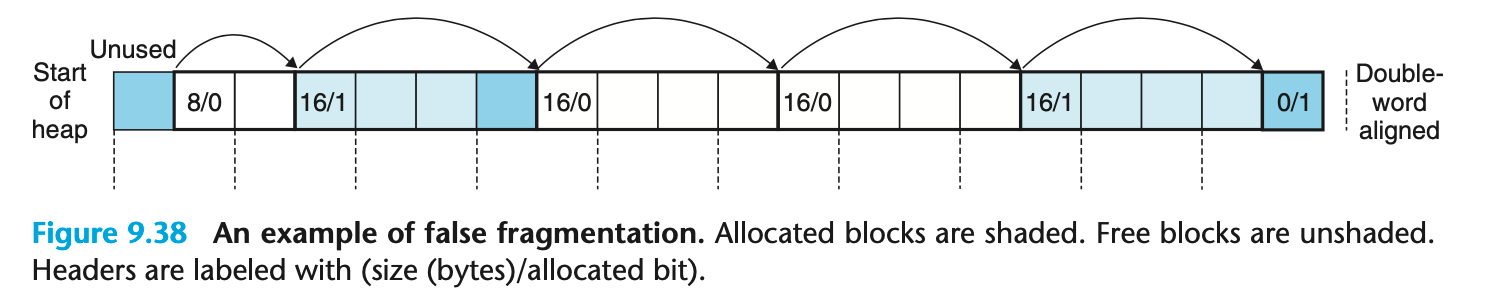 Unused
Start
of
heap
8/0
16/1
16/0
16/0
16/1
0/1
Double-
word
aligned
Figure 9.38 An example of false fragmentation. Allocated blocks are shaded. Free blocks are unshaded.
Headers are labeled with (size (bytes)/allocated bit).